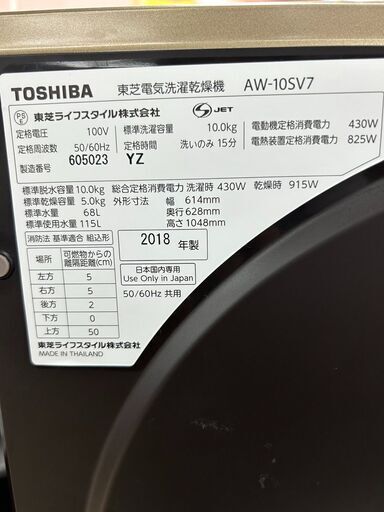 TOSHIBA 東芝電気洗濯乾燥機 AW-10SV7
PSE 東芝ライフスタイル株式会社 S-JET
定格電圧 100V 標準洗濯容量 10.0kg 電動機定格消費電力 430W
定格周波数 50/60Hz 定格時間 洗いのみ 15分 電熱装置定格消費電力 825W
製造番号 605023 YZ
標準脱水容量 10.0kg 総合定格消費電力 洗濯時 430W 乾燥時 915W
標準乾燥容量 5.0kg 外形寸法 幅 614mm
標準水量 68L 奥行 628mm
標準使用水量 115L 高さ 1048mm
消防法 基準適合 組込形 2018 年製
場所 可燃物からの離隔距離(cm)
左方 5
右方 5
後方 2
下方 0
上方 50
日本国内専用
Use Only in Japan
50/60Hz 共用
東芝ライフスタイル株式会社
MADE IN THAILAND